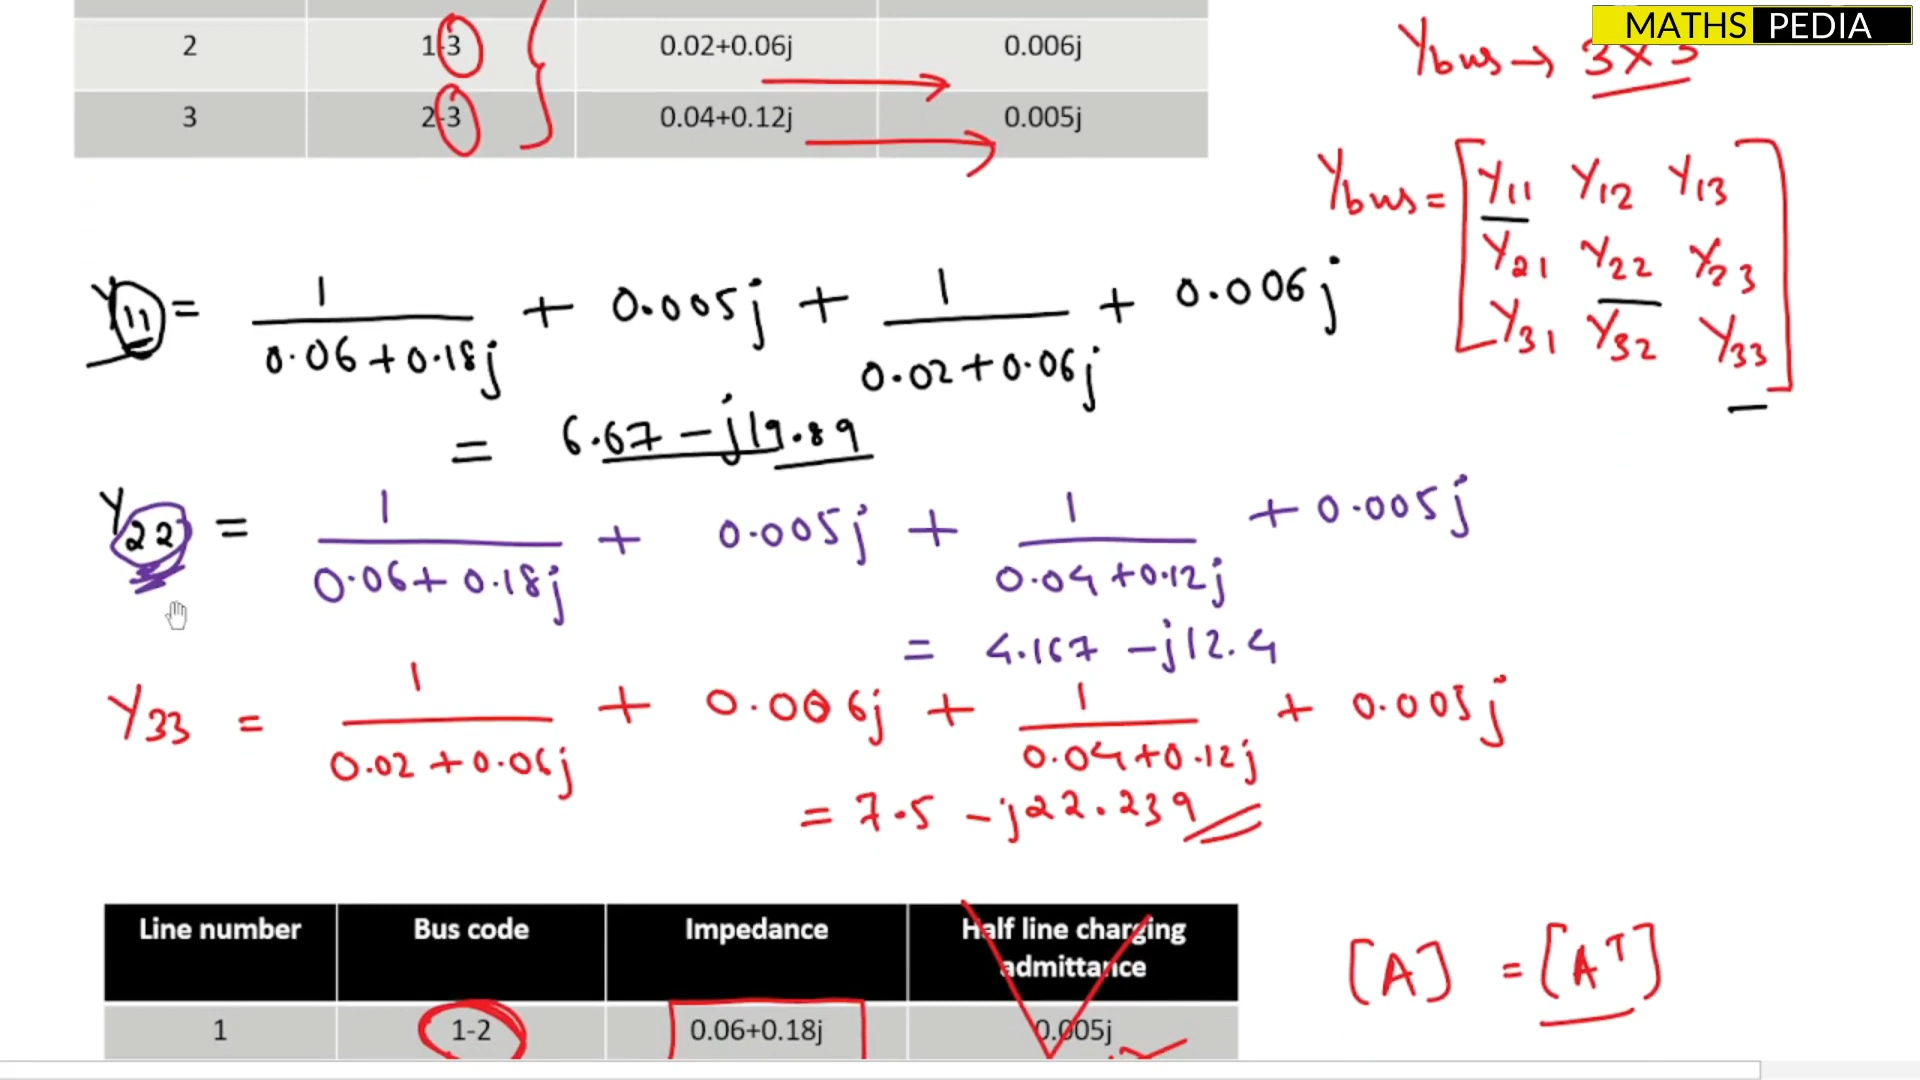 MATHS PEDIA
2 1-3 0.02+0.06j 0.006j
3 2-3 0.04+0.12j 0.005j
Ybus → 3×3
Ybus = [Y11 Y12 Y13
Y21 Y22 Y23
Y31 Y32 Y33]
Y11 = 1/(0.06+0.18j) + 0.005j + 1/(0.02+0.06j) + 0.006j
= 6.67 - j19.89
Y22 = 1/(0.06+0.18j) + 0.005j + 1/(0.04+0.12j) + 0.005j
= 4.167 - j12.4
Y33 = 1/(0.02+0.06j) + 0.006j + 1/(0.04+0.12j) + 0.005j
= 7.5 - j22.239
Line number Bus code Impedance Half line charging admittance
1 1-2 0.06+0.18j 0.005j
[A] = [A^T]